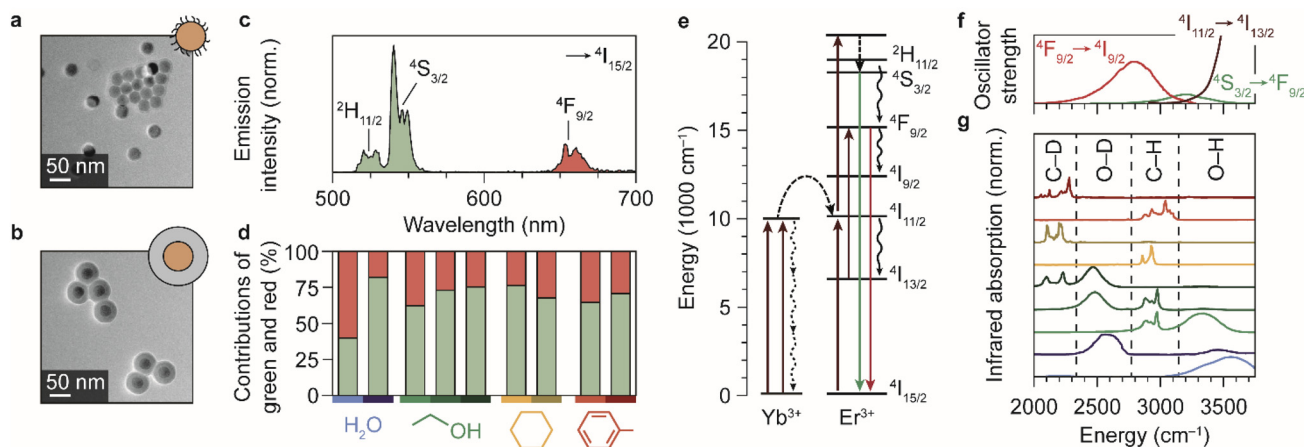 a
50 nm
b
50 nm
c
Emission
intensity (norm.)
²H₁₁/₂
⁴S₃/₂
→ ⁴I₁₅/₂
⁴F₉/₂
500
600
700
Wavelength (nm)
d
Contributions of
green and red (%)
100
75
50
25
0
H₂O
OH
e
Energy (1000 cm⁻¹)
20
15
10
5
0
²H₁₁/₂
⁴S₃/₂
⁴F₉/₂
⁴I₉/₂
⁴I₁₁/₂
⁴I₁₃/₂
⁴I₁₅/₂
Yb³⁺
Er³⁺
f
Oscillator
strength
⁴I₁₁/₂ → ⁴I₁₃/₂
⁴F₉/₂ → ⁴I₉/₂
⁴S₃/₂ → ⁴F₉/₂
g
Infrared absorption (norm.)
C–D
O–D
C–H
O–H
2000
2500
3000
3500
Energy (cm⁻¹)